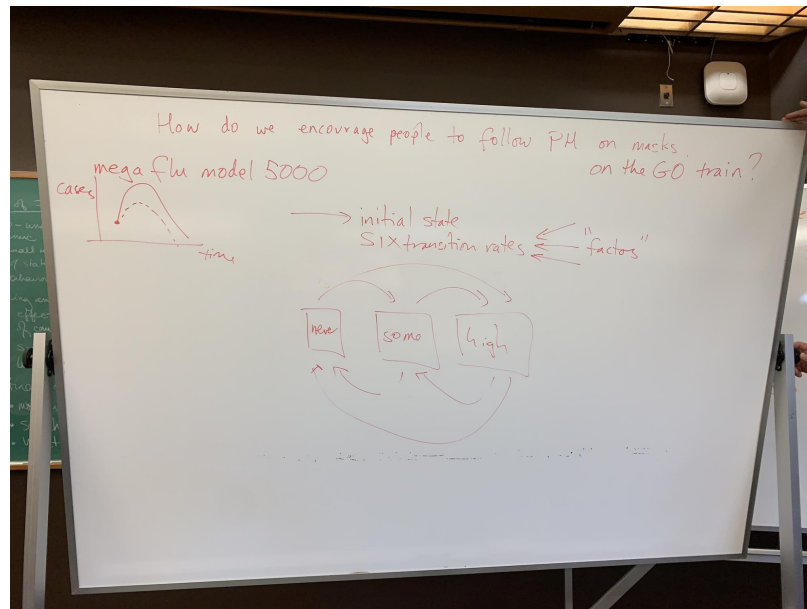 How do we encourage people to follow PH on masks
on the GO train?
mega flu model 5000
cases
time
initial state
SIX transition rates
"factos"
never
some
high